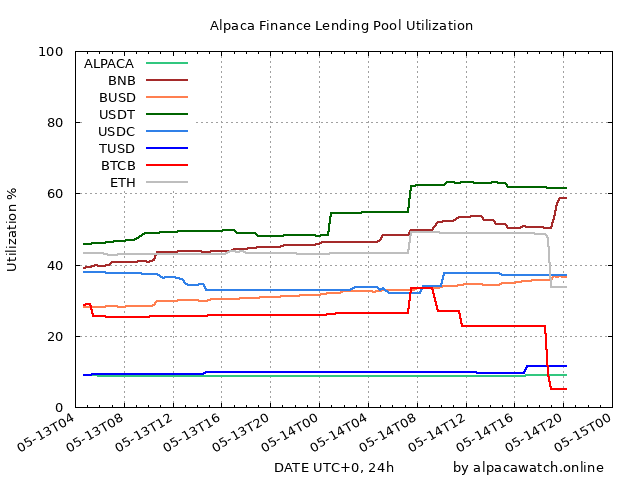 Alpaca Finance Lending Pool Utilization
Utilization %
100
80
60
40
20
0
ALPACA
BNB
BUSD
USDT
USDC
TUSD
BTCB
ETH
05-13T04
05-13T08
05-13T12
05-13T16
05-13T20
05-14T00
05-14T04
05-14T08
05-14T12
05-14T16
05-14T20
05-15T00
DATE UTC+0, 24h
by alpacawatch.online